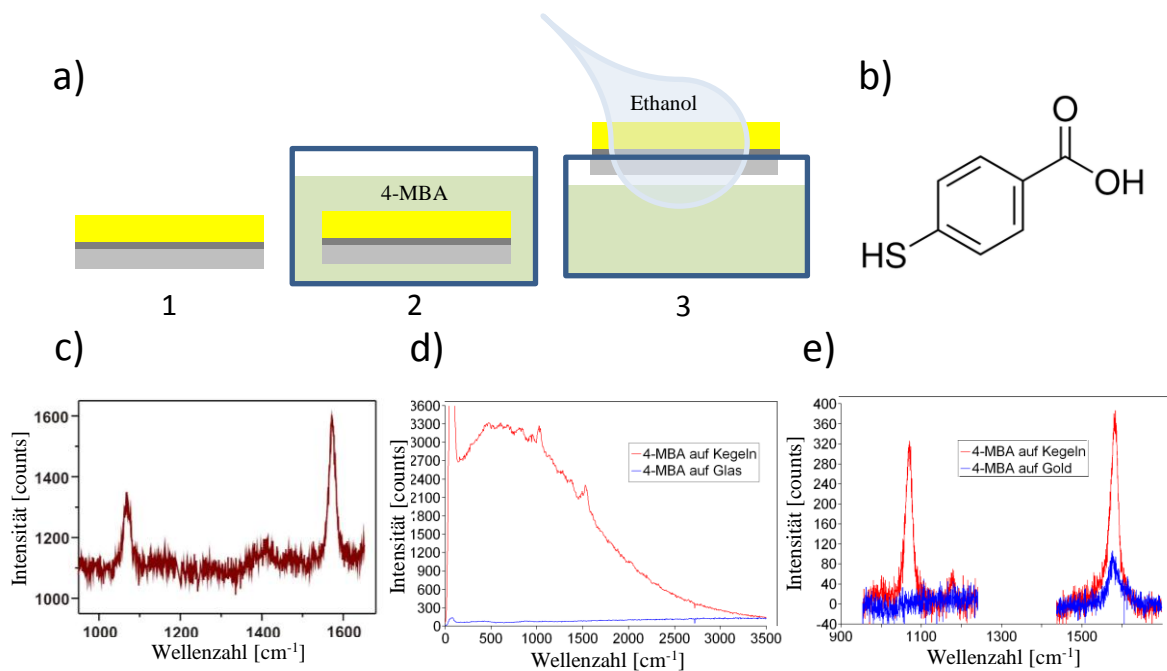 a)
Ethanol
4-MBA
1
2
3
b)
O
OH
HS
c)
Intensität [counts]
1600
1400
1200
1000
1000
1200
1400
1600
Wellenzahl [cm⁻¹]
d)
Intensität [counts]
3600
3300
3000
2700
2400
2100
1800
1500
1200
900
600
300
0
4-MBA auf Kegeln
4-MBA auf Glas
0
500
1000
1500
2000
2500
3000
3500
Wellenzahl [cm⁻¹]
e)
Intensität [counts]
400
360
320
280
240
200
160
120
80
40
0
-40
4-MBA auf Kegeln
4-MBA auf Gold
900
1100
1300
1500
Wellenzahl [cm⁻¹]